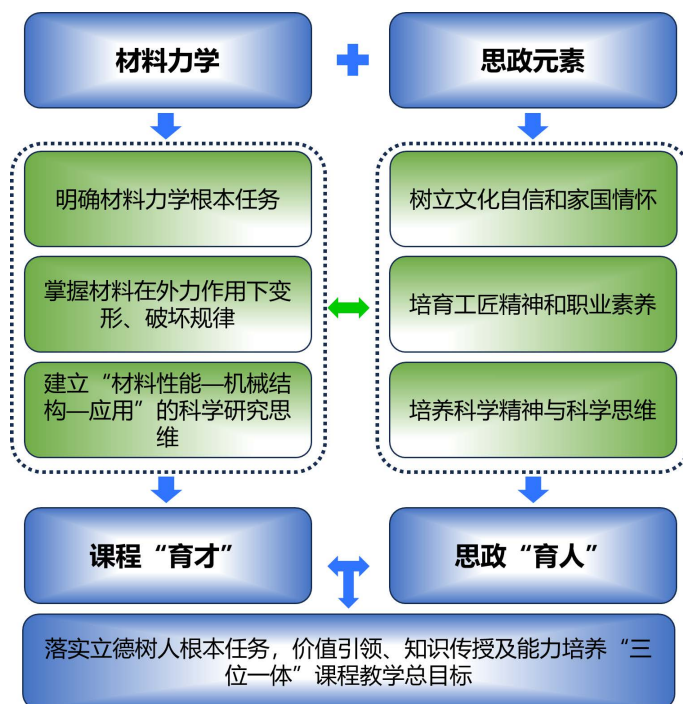 材料力学
思政元素
明确材料力学根本任务
树立文化自信和家国情怀
掌握材料在外力作用下变
形、破坏规律
培育工匠精神和职业素养
建立“材料性能—机械结
构—应用”的科学研究思
维
培养科学精神与科学思维
课程“育才”
思政“育人”
落实立德树人根本任务，价值引领、知识传授及能力培养“三
位一体”课程教学总目标